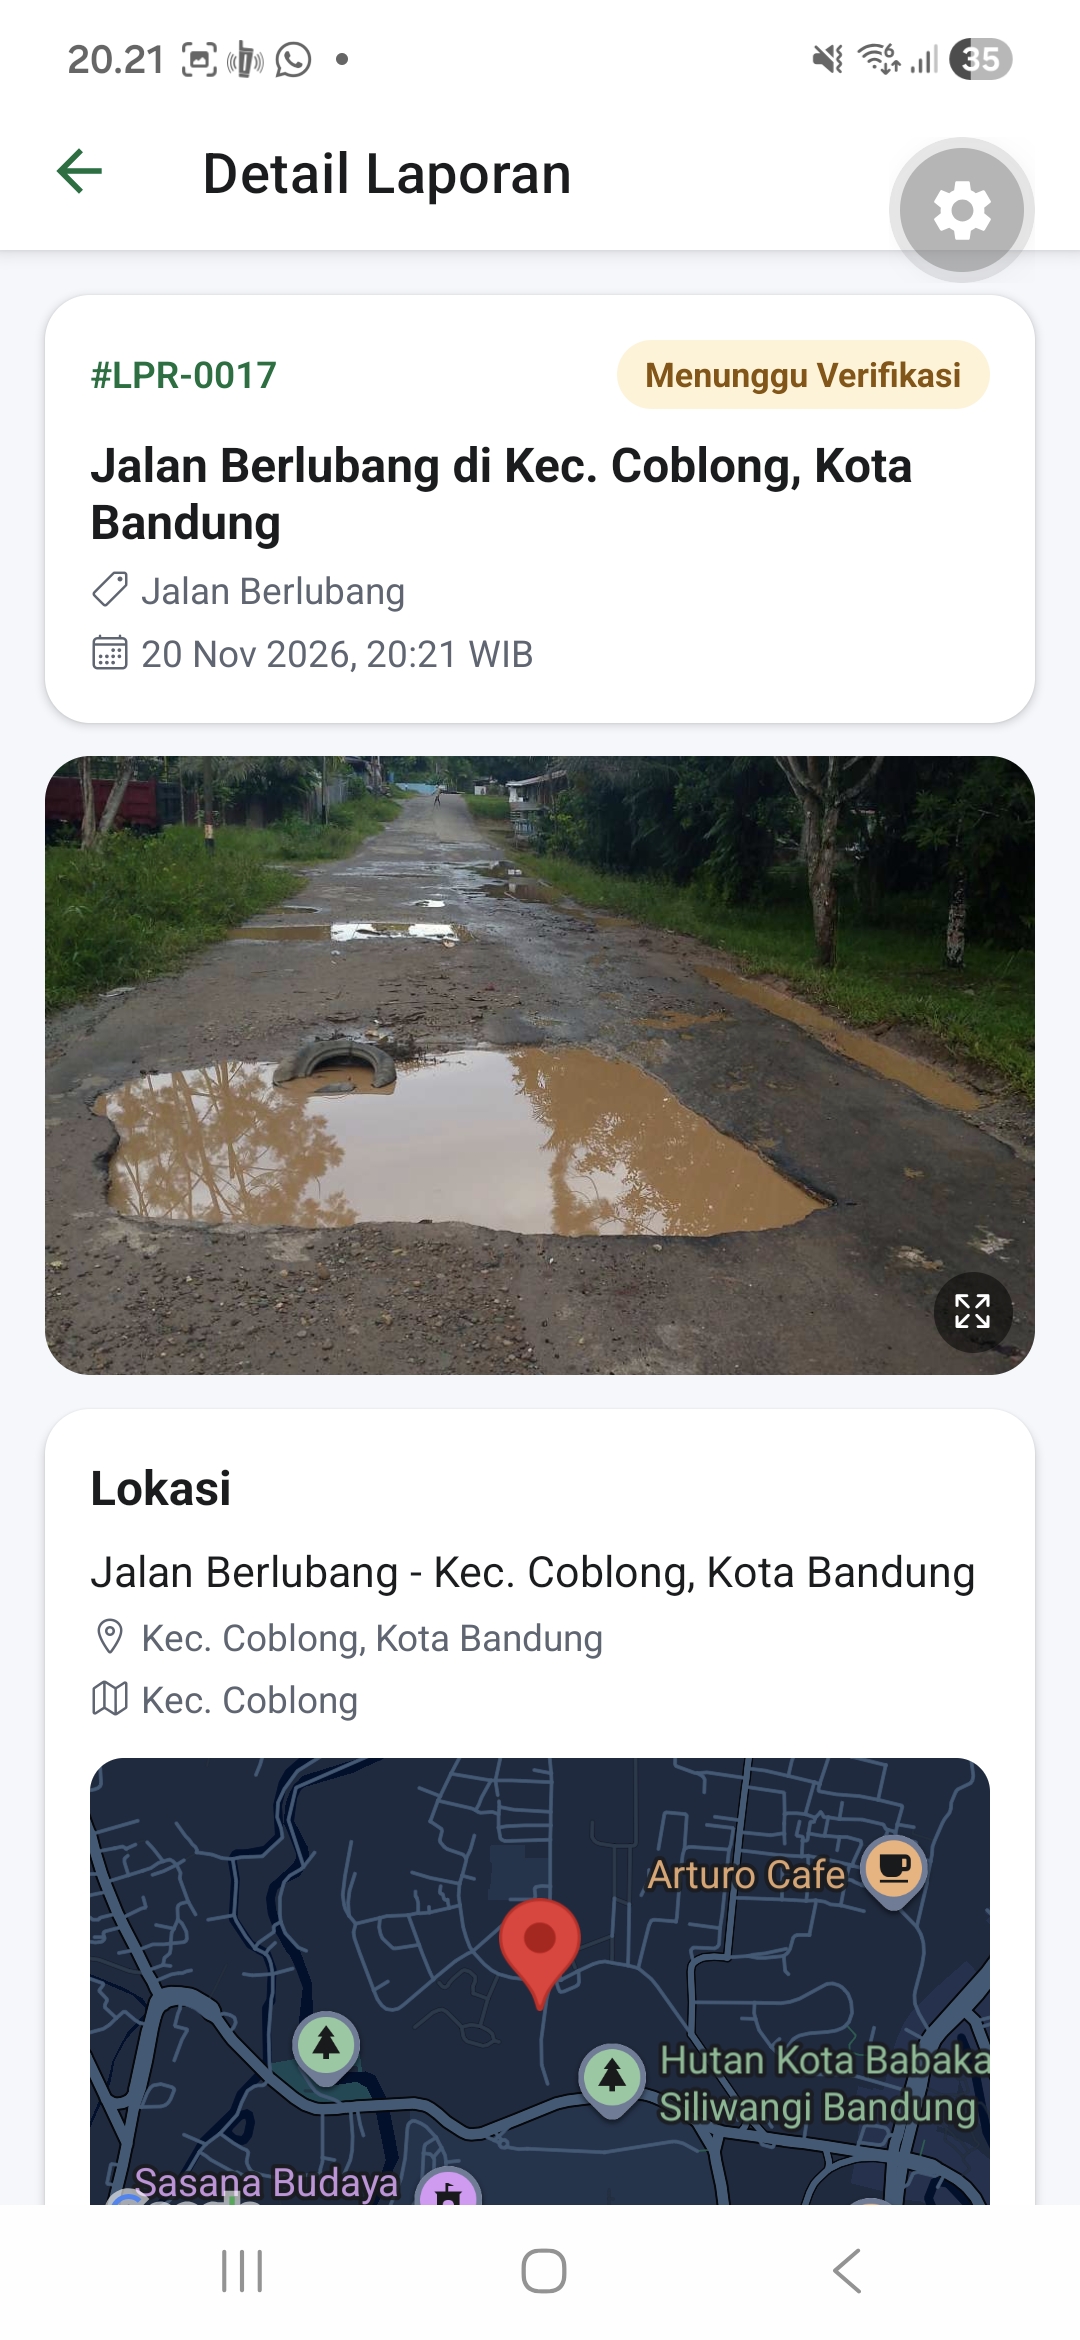 20.21
35
Detail Laporan
#LPR-0017
Menunggu Verifikasi
Jalan Berlubang di Kec. Coblong, Kota
Bandung
Jalan Berlubang
20 Nov 2026, 20:21 WIB
Lokasi
Jalan Berlubang - Kec. Coblong, Kota Bandung
Kec. Coblong, Kota Bandung
Kec. Coblong
Arturo Cafe
Hutan Kota Babaka
Siliwangi Bandung
Sasana Budaya